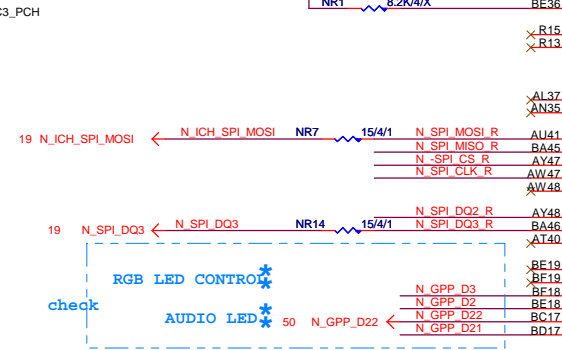 NR1 8.2K/4/X BE36
C3_PCH
R15
R13
AL37
AN35
19 N_ICH_SPI_MOSI N_ICH_SPI_MOSI NR7 15/4/1 N_SPI_MOSI_R AU41
N_SPI_MISO_R BA45
N_-SPI_CS_R AY47
N_SPI_CLK_R AW47
AW48
N_SPI_DQ2_R AY48
19 N_SPI_DQ3 N_SPI_DQ3 NR14 15/4/1 N_SPI_DQ3_R BA46
AT40
BE19
BF19
RGB LED CONTROL
N_GPP_D3 BF18
check
N_GPP_D2 BE18
AUDIO LED 50 N_GPP_D22 N_GPP_D22 BC17
N_GPP_D21 BD17